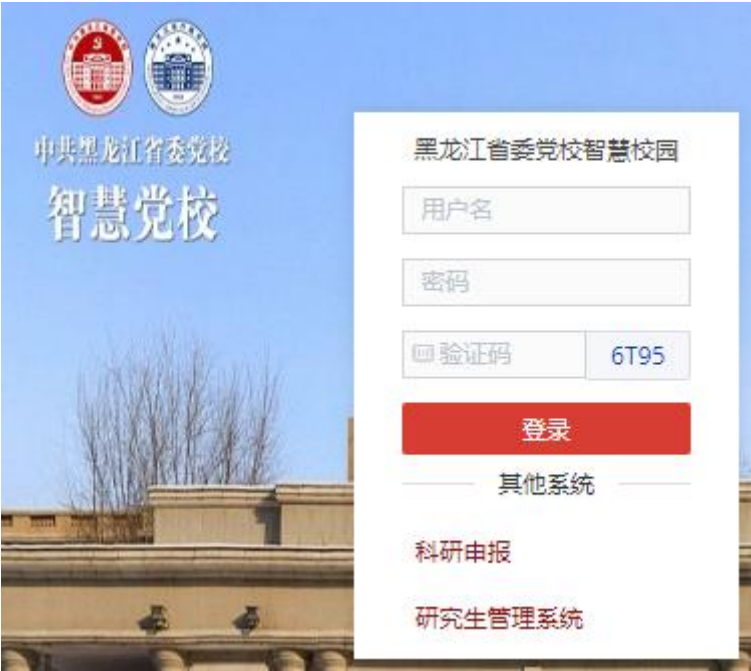 中共黑龙江省委党校
智慧党校
黑龙江省委党校智慧校园
用户名
密码
验证码
6T95
登录
其他系统
科研申报
研究生管理系统